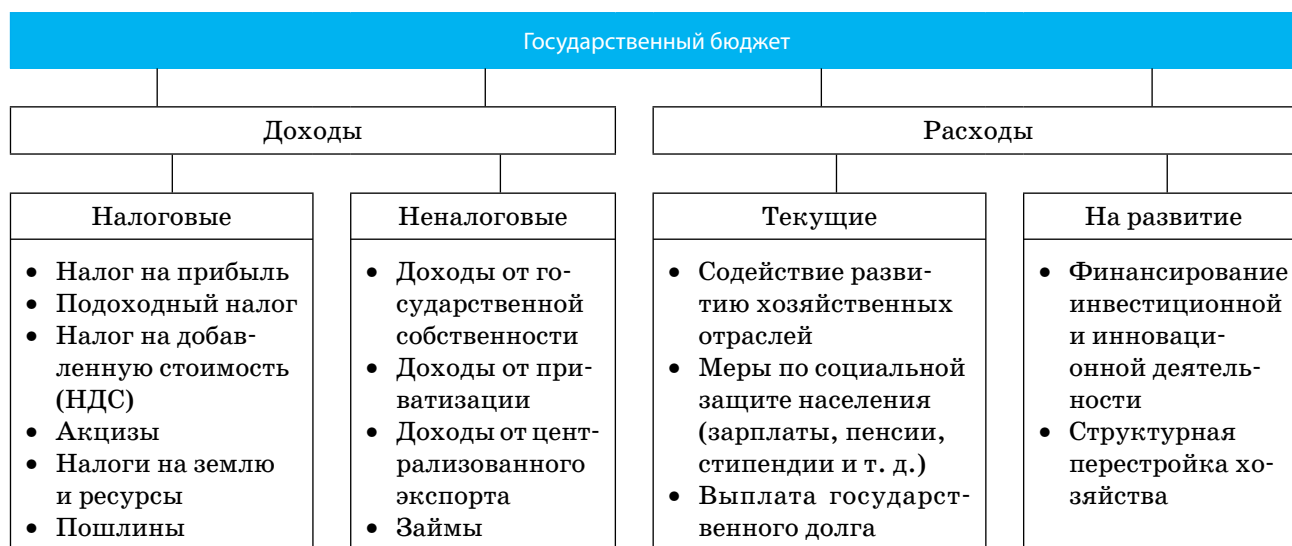 Государственный бюджет
Доходы
Расходы
Налоговые
• Налог на прибыль
• Подоходный налог
• Налог на добав-
ленную стоимость
(НДС)
• Акцизы
• Налоги на землю
и ресурсы
• Пошлины
Неналоговые
• Доходы от го-
сударственной
собственности
• Доходы от при-
ватизации
• Доходы от цент-
рализованного
экспорта
• Займы
Текущие
• Содействие разви-
тию хозяйственных
отраслей
• Меры по социальной
защите населения
(зарплаты, пенсии,
стипендии и т. д.)
• Выплата государст-
венного долга
На развитие
• Финансирование
инвестиционной
и инноваци-
онной деятель-
ности
• Структурная
перестройка хо-
зяйства